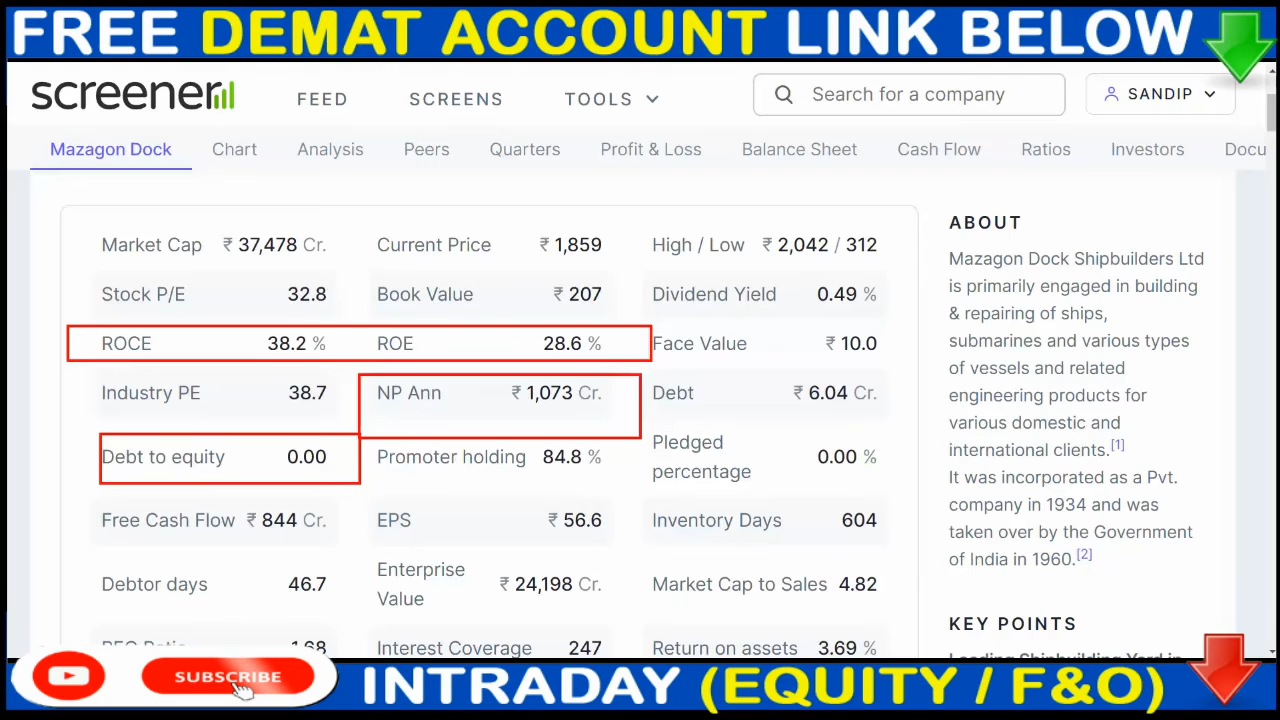 FREE DEMAT ACCOUNT LINK BELOW
screener
FEED SCREENS TOOLS
Search for a company
SANDIP
Mazagon Dock Chart Analysis Peers Quarters Profit & Loss Balance Sheet Cash Flow Ratios Investors Docu
Market Cap ₹ 37,478 Cr. Current Price ₹ 1,859 High / Low ₹ 2,042 / 312
Stock P/E 32.8 Book Value ₹ 207 Dividend Yield 0.49 %
ROCE 38.2 % ROE 28.6 % Face Value ₹ 10.0
Industry PE 38.7 NP Ann ₹ 1,073 Cr. Debt ₹ 6.04 Cr.
Debt to equity 0.00 Promoter holding 84.8 % Pledged percentage 0.00 %
Free Cash Flow ₹ 844 Cr. EPS ₹ 56.6 Inventory Days 604
Debtor days 46.7 Enterprise Value ₹ 24,198 Cr. Market Cap to Sales 4.82
PEG Ratio 1.68 Interest Coverage 247 Return on assets 3.69 %
ABOUT
Mazagon Dock Shipbuilders Ltd
is primarily engaged in building
& repairing of ships,
submarines and various types
of vessels and related
engineering products for
various domestic and
international clients.[1]
It was incorporated as a Pvt.
company in 1934 and was
taken over by the Government
of India in 1960.[2]
KEY POINTS
Leading Shipbuilding Yard in
SUBSCRIBE
INTRADAY (EQUITY / F&O)